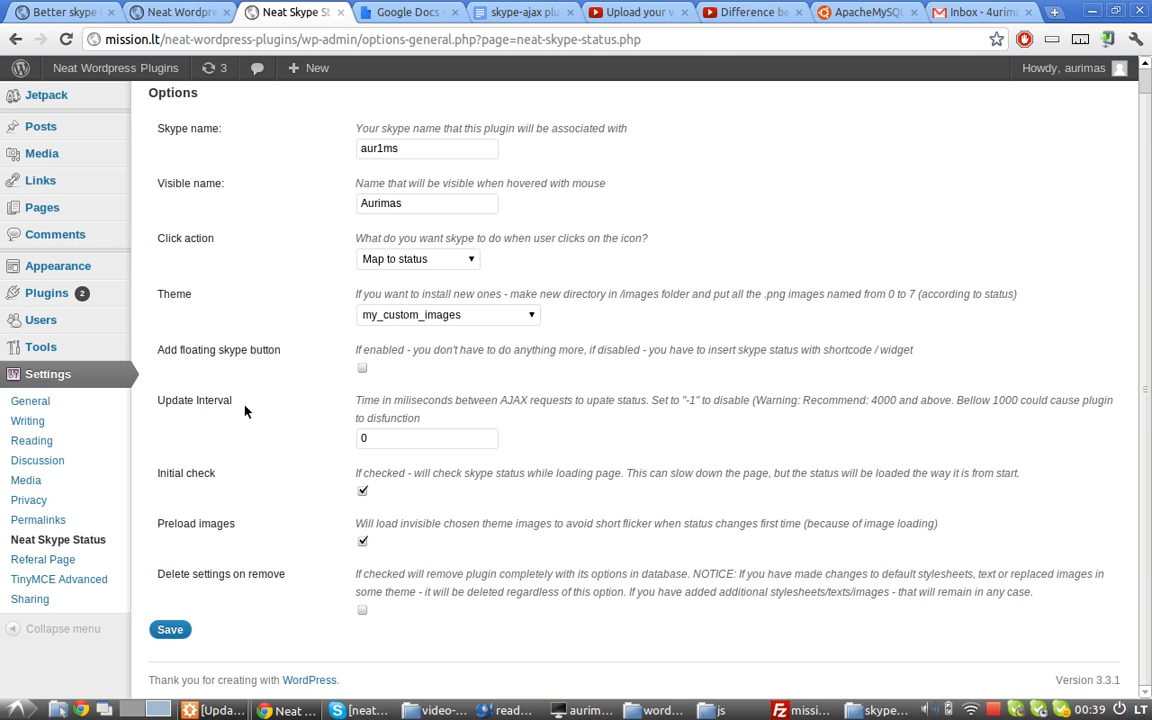 Better skype
Neat Wordpr
Neat Skype St
Google Docs
skype-ajax plu
Upload your v
Difference be
ApacheMySQL
Inbox - 4urima
mission.lt/neat-wordpress-plugins/wp-admin/options-general.php?page=neat-skype-status.php
Neat Wordpress Plugins
3
New
Howdy, aurimas
Jetpack
Posts
Media
Links
Pages
Comments
Appearance
Plugins 2
Users
Tools
Settings
General
Writing
Reading
Discussion
Media
Privacy
Permalinks
Neat Skype Status
Referal Page
TinyMCE Advanced
Sharing
Collapse menu
Options
Skype name:
Your skype name that this plugin will be associated with
aur1ms
Visible name:
Name that will be visible when hovered with mouse
Aurimas
Click action
What do you want skype to do when user clicks on the icon?
Map to status
Theme
If you want to install new ones - make new directory in /images folder and put all the .png images named from 0 to 7 (according to status)
my_custom_images
Add floating skype button
If enabled - you don't have to do anything more, if disabled - you have to insert skype status with shortcode / widget
Update Interval
Time in miliseconds between AJAX requests to upate status. Set to "-1" to disable (Warning: Recommend: 4000 and above. Bellow 1000 could cause plugin
to disfunction
0
Initial check
If checked - will check skype status while loading page. This can slow down the page, but the status will be loaded the way it is from start.
Preload images
Will load invisible chosen theme images to avoid short flicker when status changes first time (because of image loading)
Delete settings on remove
If checked will remove plugin completely with its options in database. NOTICE: If you have made changes to default stylesheets, text or replaced images in
some theme - it will be deleted regardless of this option. If you have added additional stylesheets/texts/images - that will remain in any case.
Save
Thank you for creating with WordPress.
Version 3.3.1
[Upda...
Neat ...
[neat...
video-...
read...
aurim...
word...
js
missi...
skype...
00:39
LT